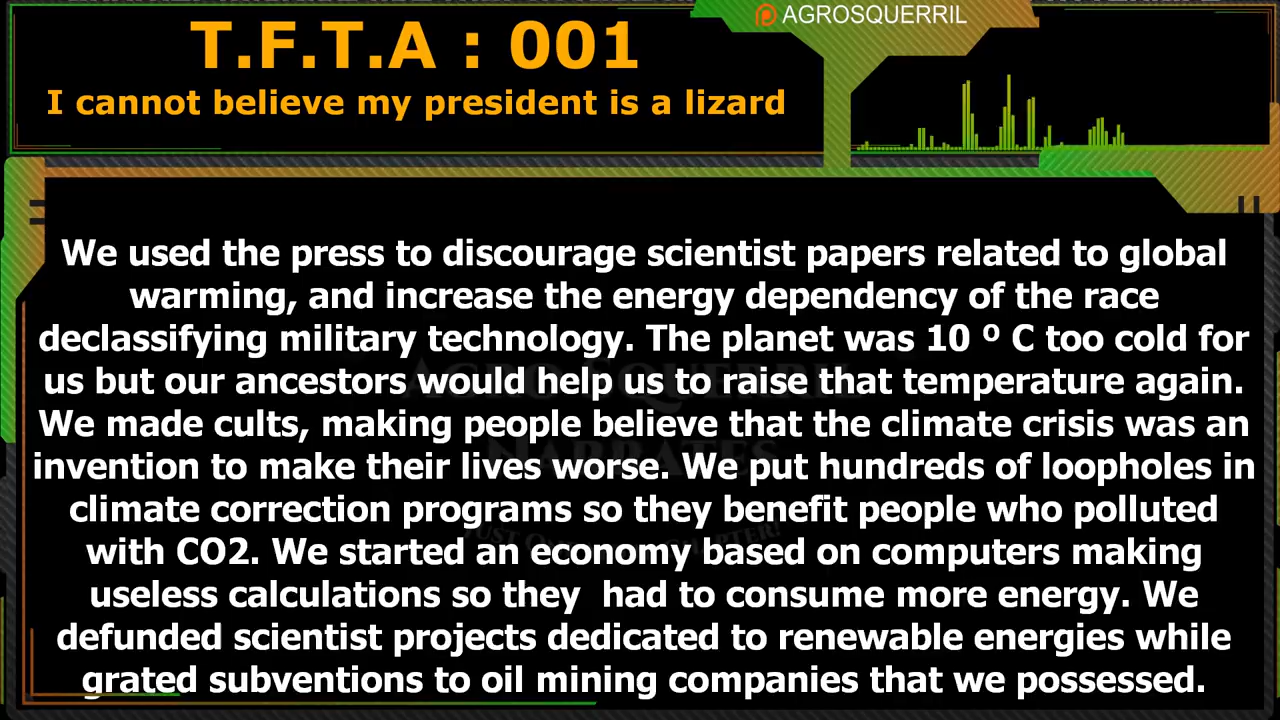 AGROSQUERRIL
T.F.T.A : 001
I cannot believe my president is a lizard
We used the press to discourage scientist papers related to global
warming, and increase the energy dependency of the race
declassifying military technology. The planet was 10 º C too cold for
us but our ancestors would help us to raise that temperature again.
We made cults, making people believe that the climate crisis was an
invention to make their lives worse. We put hundreds of loopholes in
climate correction programs so they benefit people who polluted
with CO2. We started an economy based on computers making
useless calculations so they  had to consume more energy. We
defunded scientist projects dedicated to renewable energies while
grated subventions to oil mining companies that we possessed.
Agro Squerril
Narrates